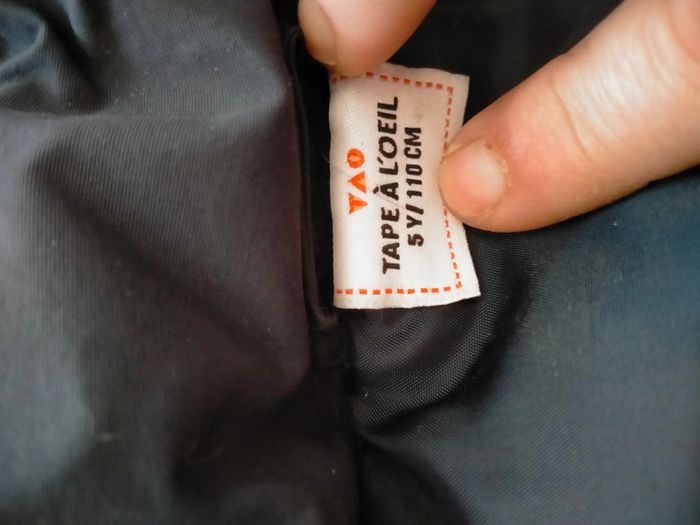 TAO
TAPE À L'OEIL
5 Y/ 110 CM